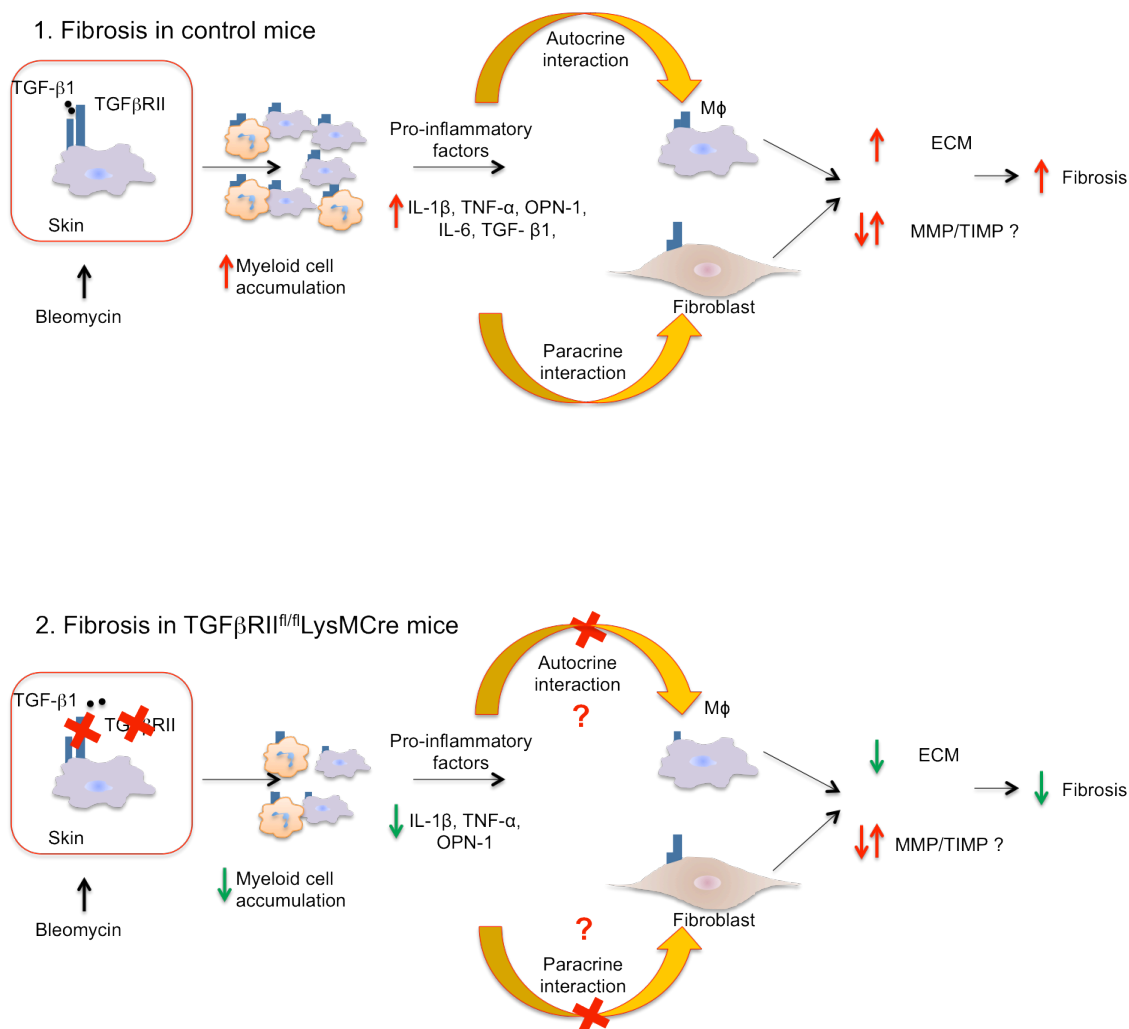 1. Fibrosis in control mice
TGF-β1
TGFβRII
Skin
Bleomycin
Myeloid cell
accumulation
Pro-inflammatory
factors
IL-1β, TNF-α, OPN-1,
IL-6, TGF- β1,
Autocrine
interaction
Mϕ
Fibroblast
Paracrine
interaction
ECM
MMP/TIMP ?
Fibrosis
2. Fibrosis in TGFβRIIfl/flLysMCre mice
TGF-β1
TGFβRII
Skin
Bleomycin
Myeloid cell
accumulation
Pro-inflammatory
factors
IL-1β, TNF-α,
OPN-1
Autocrine
interaction
?
Mϕ
Fibroblast
?
Paracrine
interaction
ECM
MMP/TIMP ?
Fibrosis